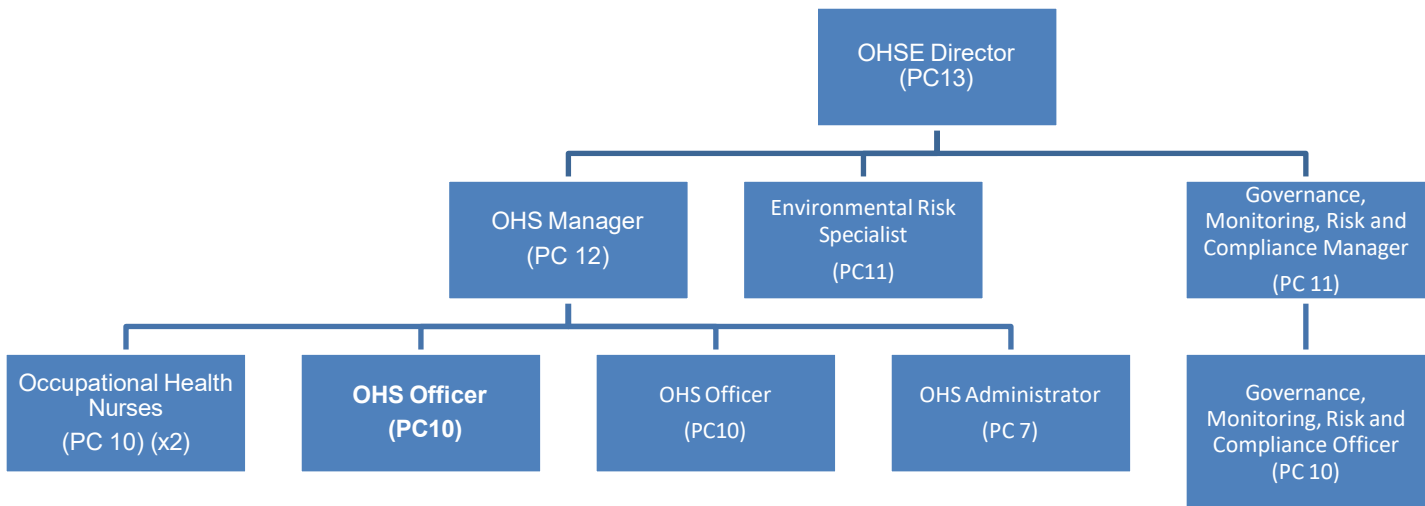 OHSE Director
(PC13)
OHS Manager
(PC 12)
Environmental Risk
Specialist
(PC11)
Governance,
Monitoring, Risk and
Compliance Manager
(PC 11)
Occupational Health
Nurses
(PC 10) (x2)
OHS Officer
(PC10)
OHS Officer
(PC10)
OHS Administrator
(PC 7)
Governance,
Monitoring, Risk and
Compliance Officer
(PC 10)